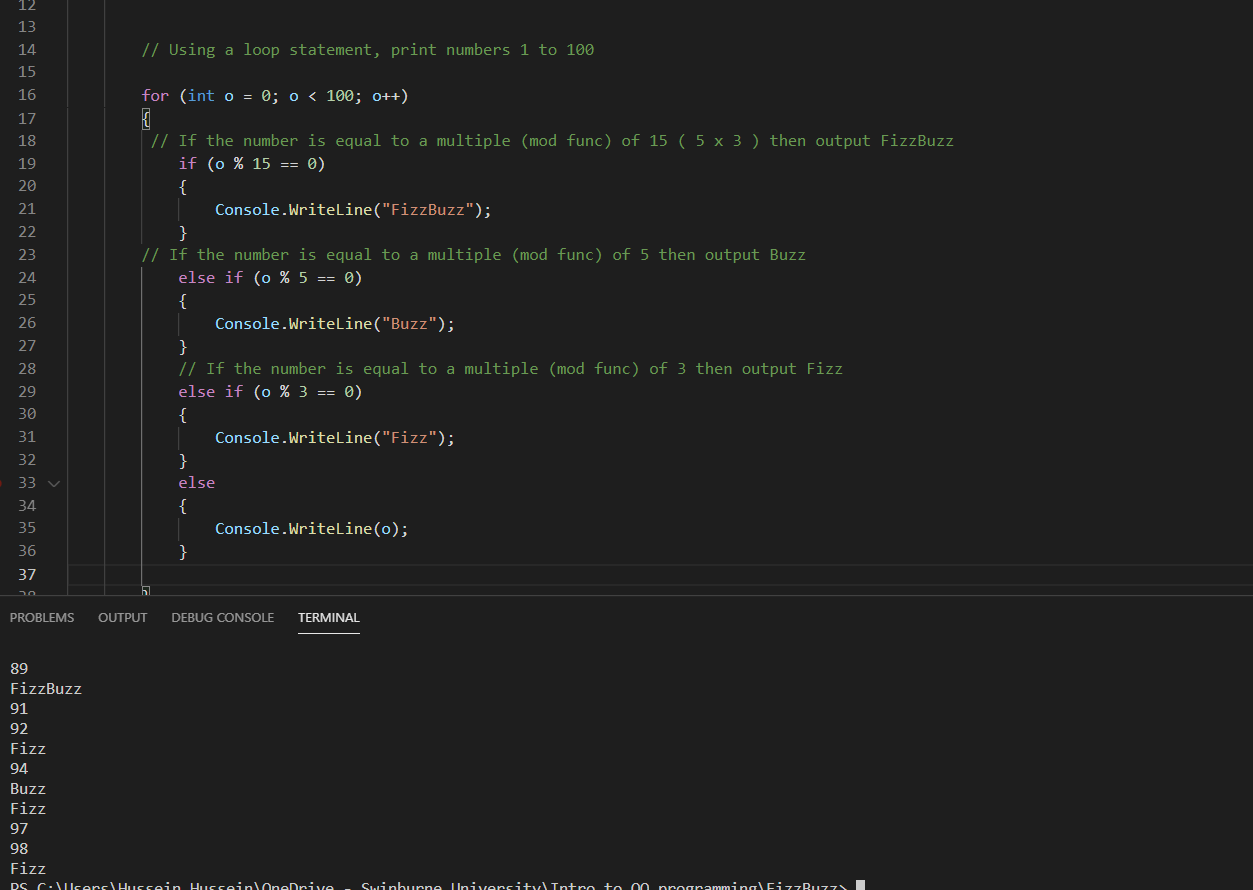 12
13
14 // Using a loop statement, print numbers 1 to 100
15
16 for (int o = 0; o < 100; o++)
17 {
18 // If the number is equal to a multiple (mod func) of 15 ( 5 x 3 ) then output FizzBuzz
19 if (o % 15 == 0)
20 {
21 Console.WriteLine("FizzBuzz");
22 }
23 // If the number is equal to a multiple (mod func) of 5 then output Buzz
24 else if (o % 5 == 0)
25 {
26 Console.WriteLine("Buzz");
27 }
28 // If the number is equal to a multiple (mod func) of 3 then output Fizz
29 else if (o % 3 == 0)
30 {
31 Console.WriteLine("Fizz");
32 }
33 else
34 {
35 Console.WriteLine(o);
36 }
37
38 }
PROBLEMS OUTPUT DEBUG CONSOLE TERMINAL
89
FizzBuzz
91
92
Fizz
94
Buzz
Fizz
97
98
Fizz
PS C:\Users\Hussein Hussein\OneDrive - Swinburne University\Intro to OO programming\FizzBuzz>